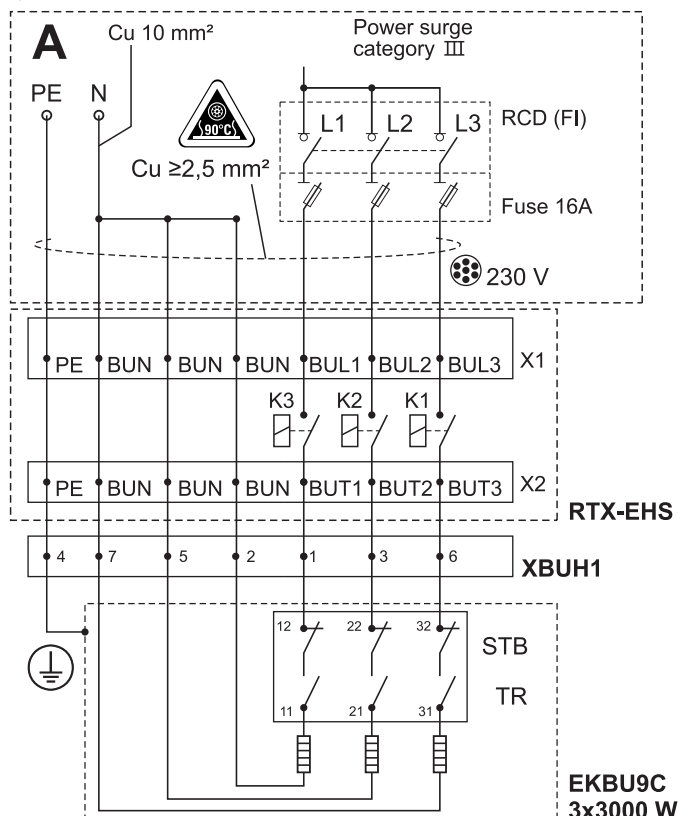 A
Cu 10 mm²
Power surge
category Ⅲ
PE N
90°C
L1 L2 L3
RCD (FI)
Cu ≥2,5 mm²
Fuse 16A
230 V
PE BUN BUN BUN BUL1 BUL2 BUL3 X1
K3 K2 K1
PE BUN BUN BUN BUT1 BUT2 BUT3 X2
RTX-EHS
4 7 5 2 1 3 6
XBUH1
12 22 32
STB
TR
11 21 31
EKBU9C
3x3000 W